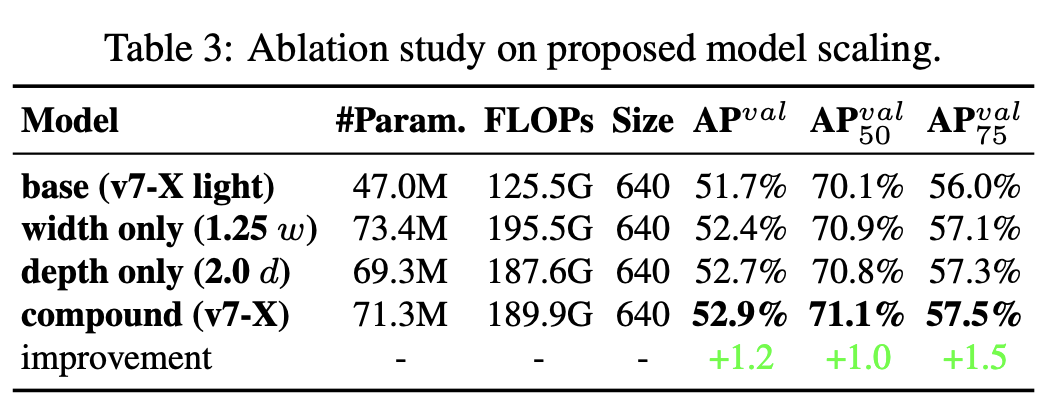 Table 3: Ablation study on proposed model scaling.
Model #Param. FLOPs Size AP^val AP_50^val AP_75^val
base (v7-X light) 47.0M 125.5G 640 51.7% 70.1% 56.0%
width only (1.25 w) 73.4M 195.5G 640 52.4% 70.9% 57.1%
depth only (2.0 d) 69.3M 187.6G 640 52.7% 70.8% 57.3%
compound (v7-X) 71.3M 189.9G 640 52.9% 71.1% 57.5%
improvement - - - +1.2 +1.0 +1.5